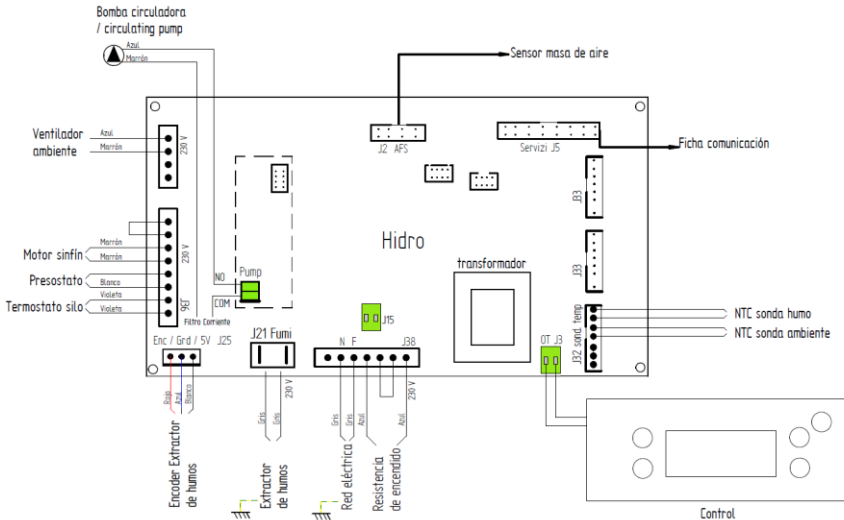 Bomba circuladora
/ circulating pump
Azul
Marrón
Sensor masa de aire
Ventilador
ambiente
Azul
Marrón
230 V
J2 AFS
Servizi J5
Ficha comunicación
J33
Hidro
J33
transformador
Motor sinfín
Marrón
Marrón
230 V
Presostato
Blanco
Termostato silo
Violeta
Violeta
J36
NO
Pump
COM
Filtro Corriente
J15
J32 sond temp
NTC sonda humo
NTC sonda ambiente
Enc / Grd / 5V J25
J21 Fumi
N F
J38
OT J3
Rojo
Azul
Blanco
Gris
Gris
230 V
Gris
Gris
Azul
Azul
230 V
Encoder Extractor
de humos
Extractor
de humos
Red eléctrica
Resistencia
de encendido
Control